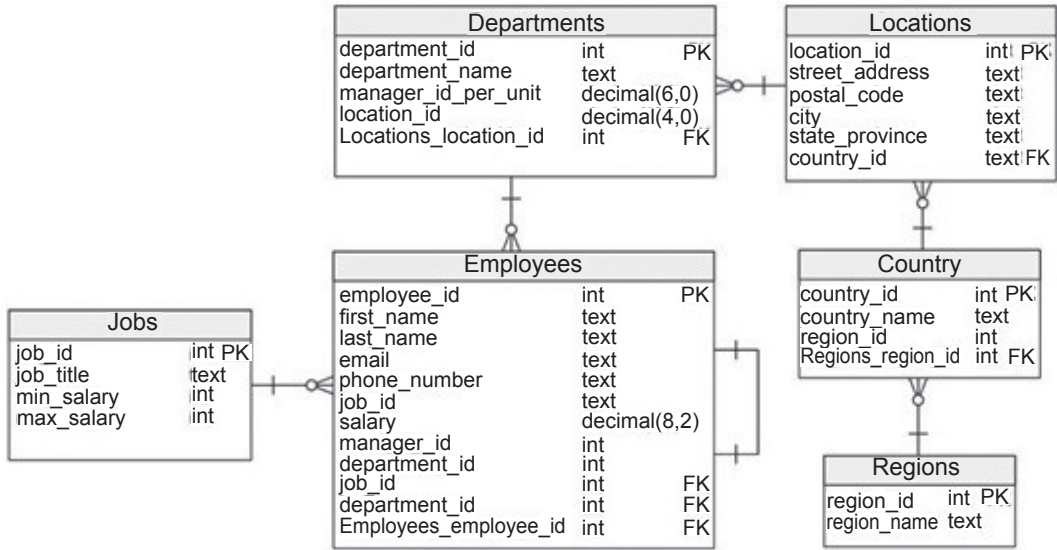 Departments
department_id int PK
department_name text
manager_id_per_unit decimal(6,0)
location_id decimal(4,0)
Locations_location_id int FK
Locations
location_id int PK
street_address text
postal_code text
city text
state_province text
country_id text FK
Employees
employee_id int PK
first_name text
last_name text
email text
phone_number text
job_id text
salary decimal(8,2)
manager_id int
department_id int
job_id int FK
department_id int FK
Employees_employee_id int FK
Country
country_id int PK
country_name text
region_id int
Regions_region_id int FK
Jobs
job_id int PK
job_title text
min_salary int
max_salary int
Regions
region_id int PK
region_name text